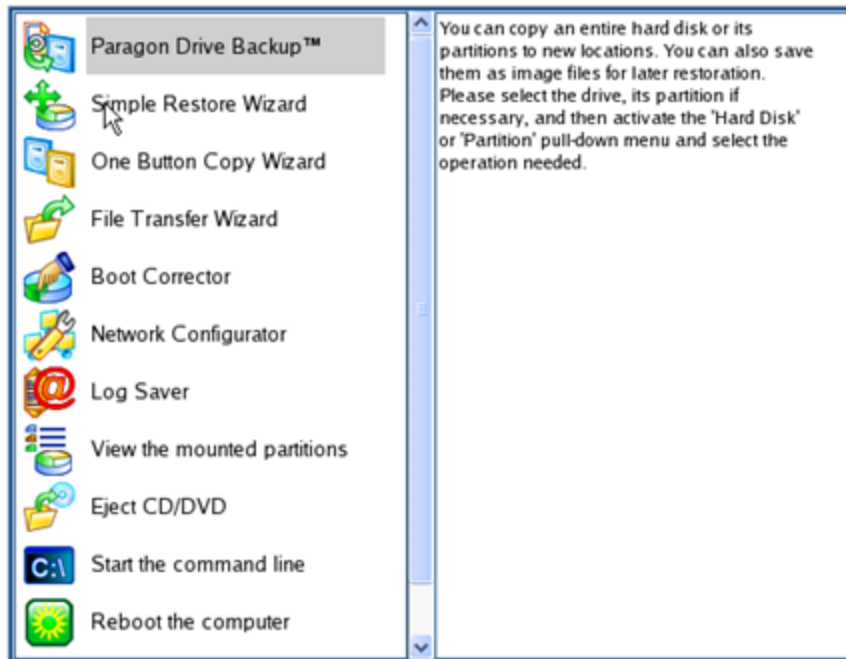 Paragon Drive Backup™
Simple Restore Wizard
One Button Copy Wizard
File Transfer Wizard
Boot Corrector
Network Configurator
Log Saver
View the mounted partitions
Eject CD/DVD
C:\
Start the command line
Reboot the computer
You can copy an entire hard disk or its
partitions to new locations. You can also save
them as image files for later restoration.
Please select the drive, its partition if
necessary, and then activate the 'Hard Disk'
or 'Partition' pull-down menu and select the
operation needed.